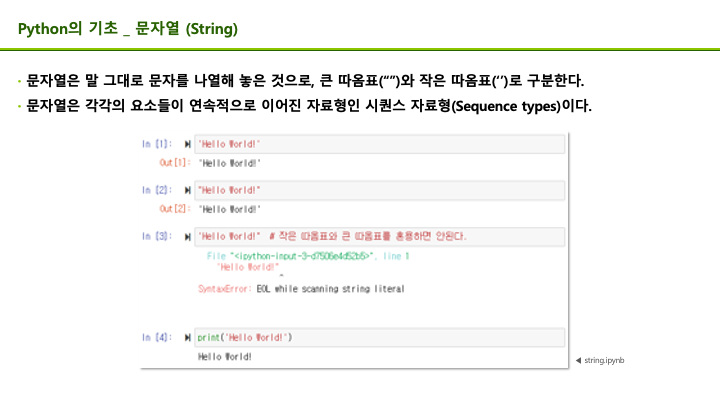 Python의 기초 _ 문자열 (String)
• 문자열은 말 그대로 문자를 나열해 놓은 것으로, 큰 따옴표(“”)와 작은 따옴표(‘’)로 구분한다.
• 문자열은 각각의 요소들이 연속적으로 이어진 자료형인 시퀀스 자료형(Sequence types)이다.
In [1]: 'Hello World!'
Out[1]: 'Hello World!'
In [2]: "Hello World!"
Out[2]: 'Hello World!'
In [3]: 'Hello World!" # 작은 따옴표와 큰 따옴표를 혼용하면 안된다.
File "<ipython-input-3-d7506e4d52b5>", line 1
'Hello World!"
^
SyntaxError: EOL while scanning string literal
In [4]: print('Hello World!')
Hello World!
◀ string.ipynb